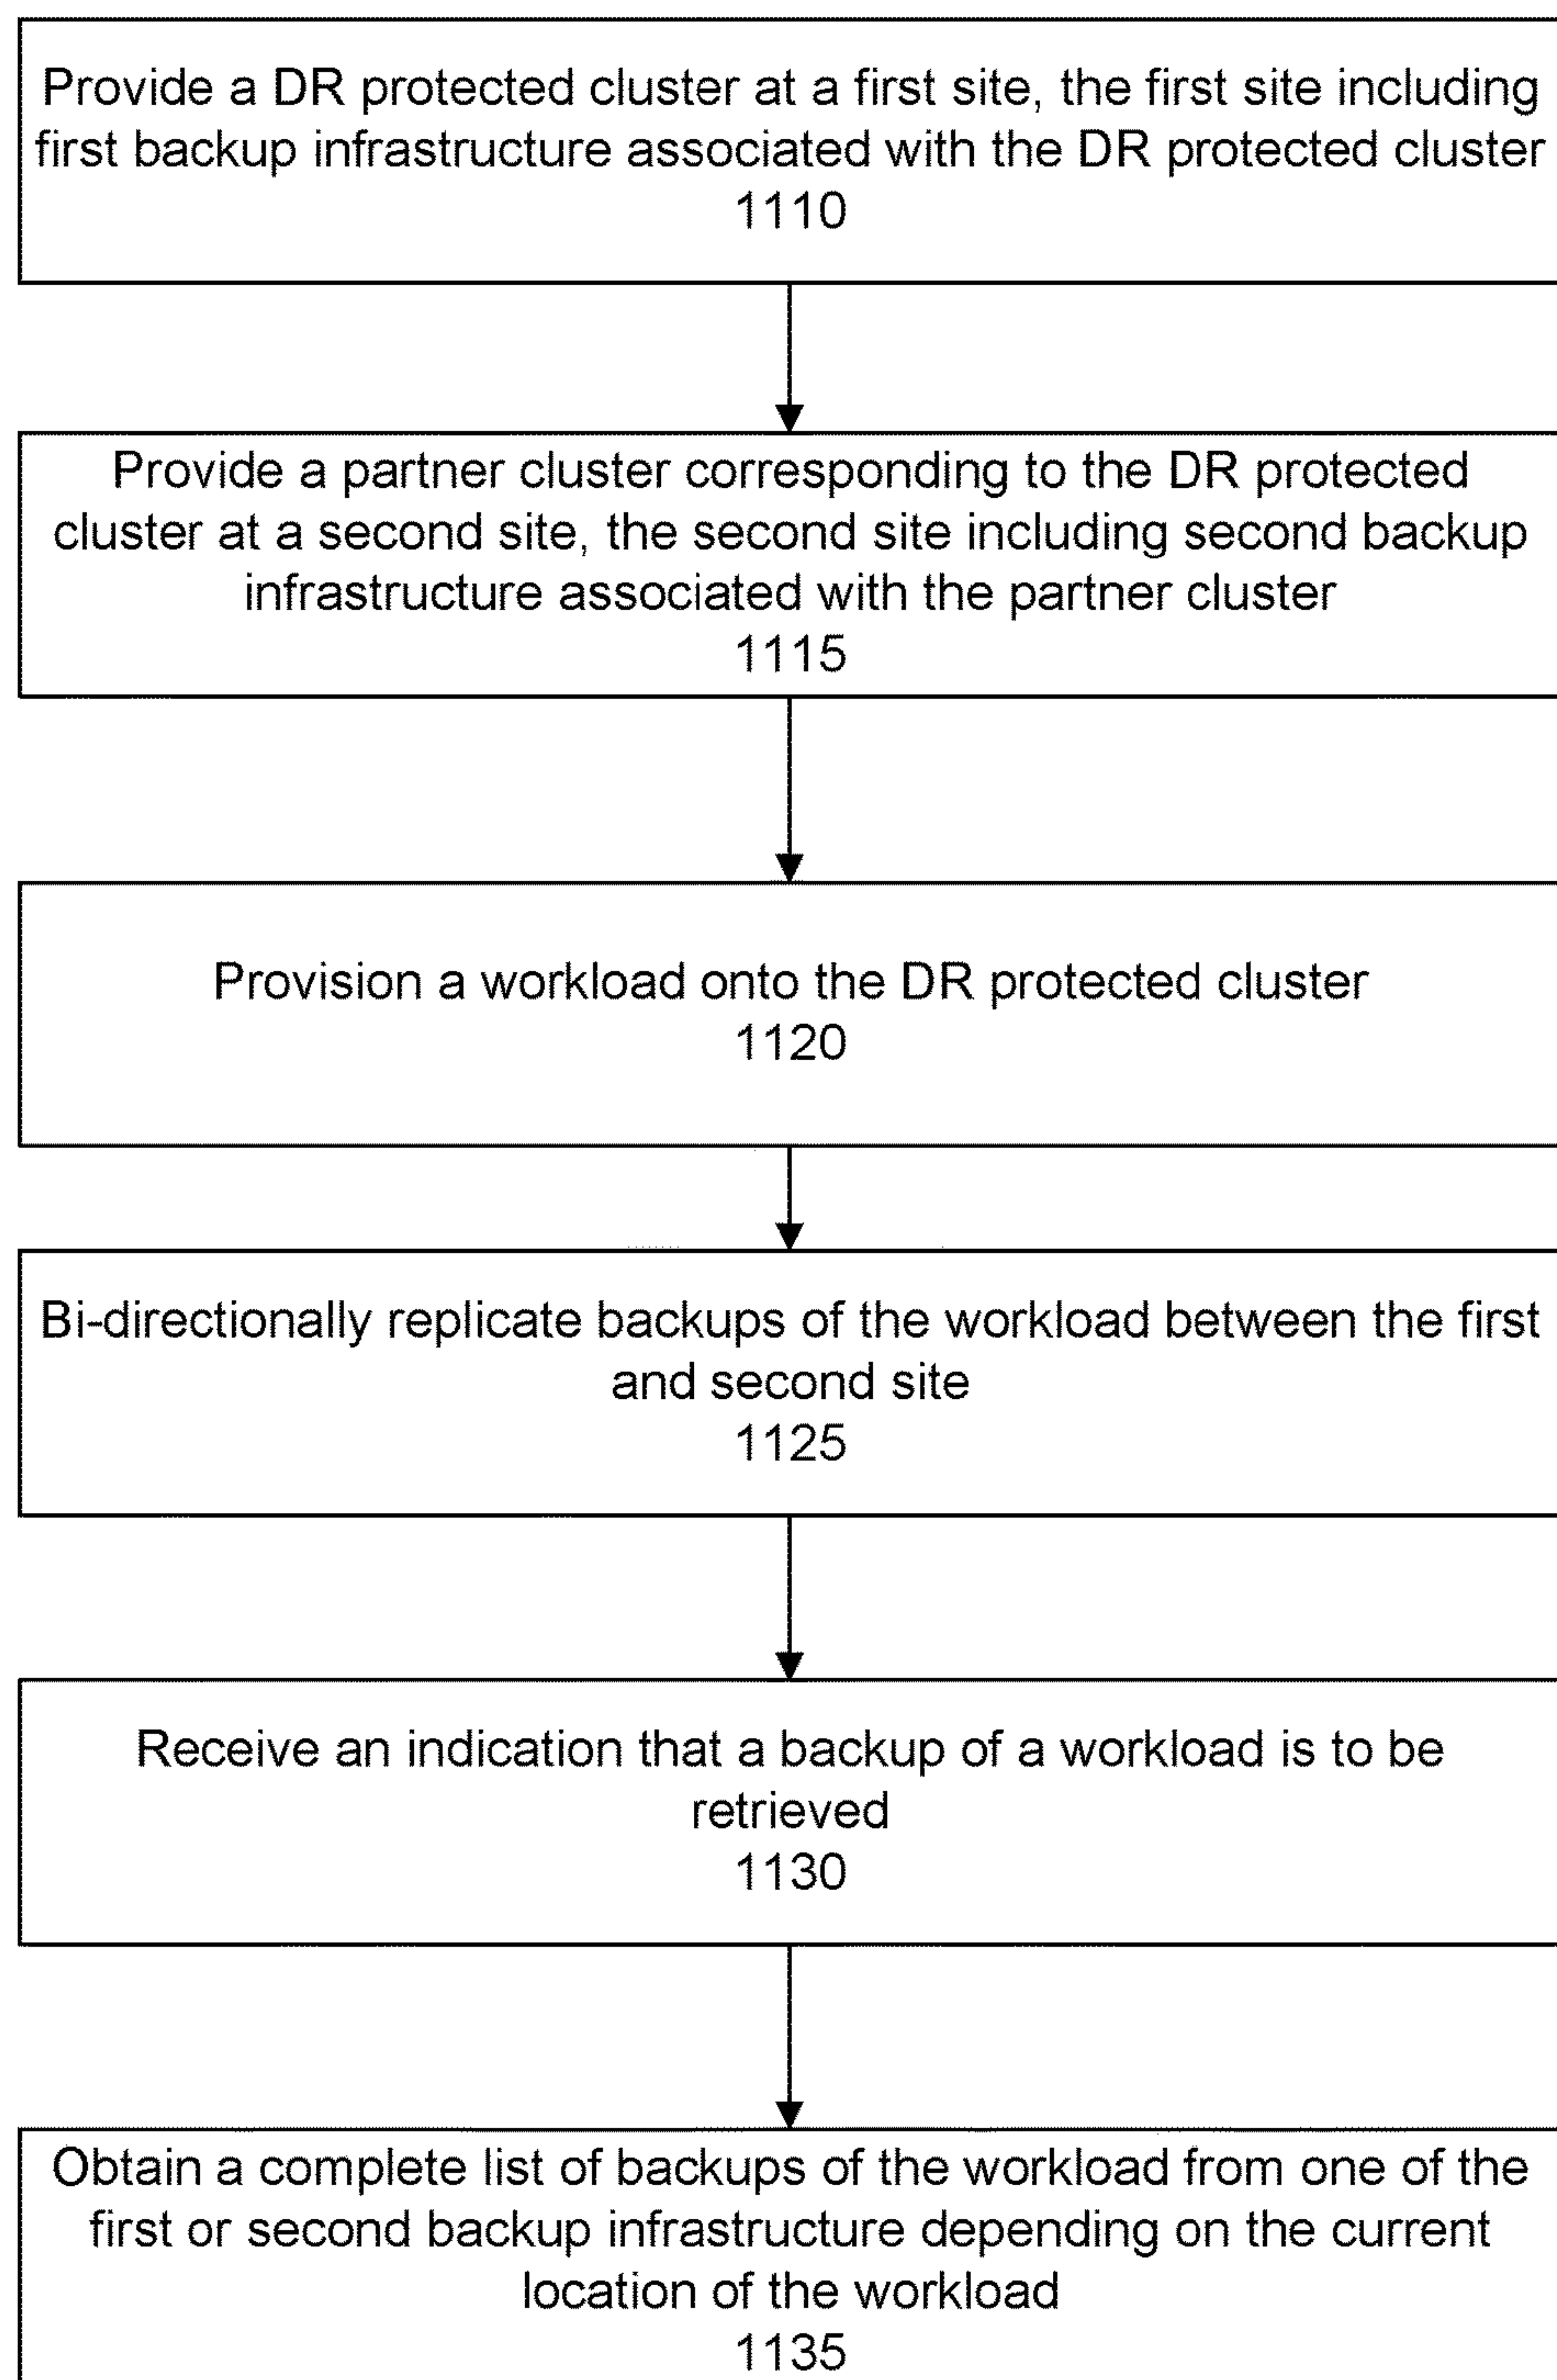 Provide a DR protected cluster at a first site, the first site including
first backup infrastructure associated with the DR protected cluster
1110
Provide a partner cluster corresponding to the DR protected
cluster at a second site, the second site including second backup
infrastructure associated with the partner cluster
1115
Provision a workload onto the DR protected cluster
1120
Bi-directionally replicate backups of the workload between the first
and second site
1125
Receive an indication that a backup of a workload is to be
retrieved
1130
Obtain a complete list of backups of the workload from one of the
first or second backup infrastructure depending on the current
location of the workload
1135